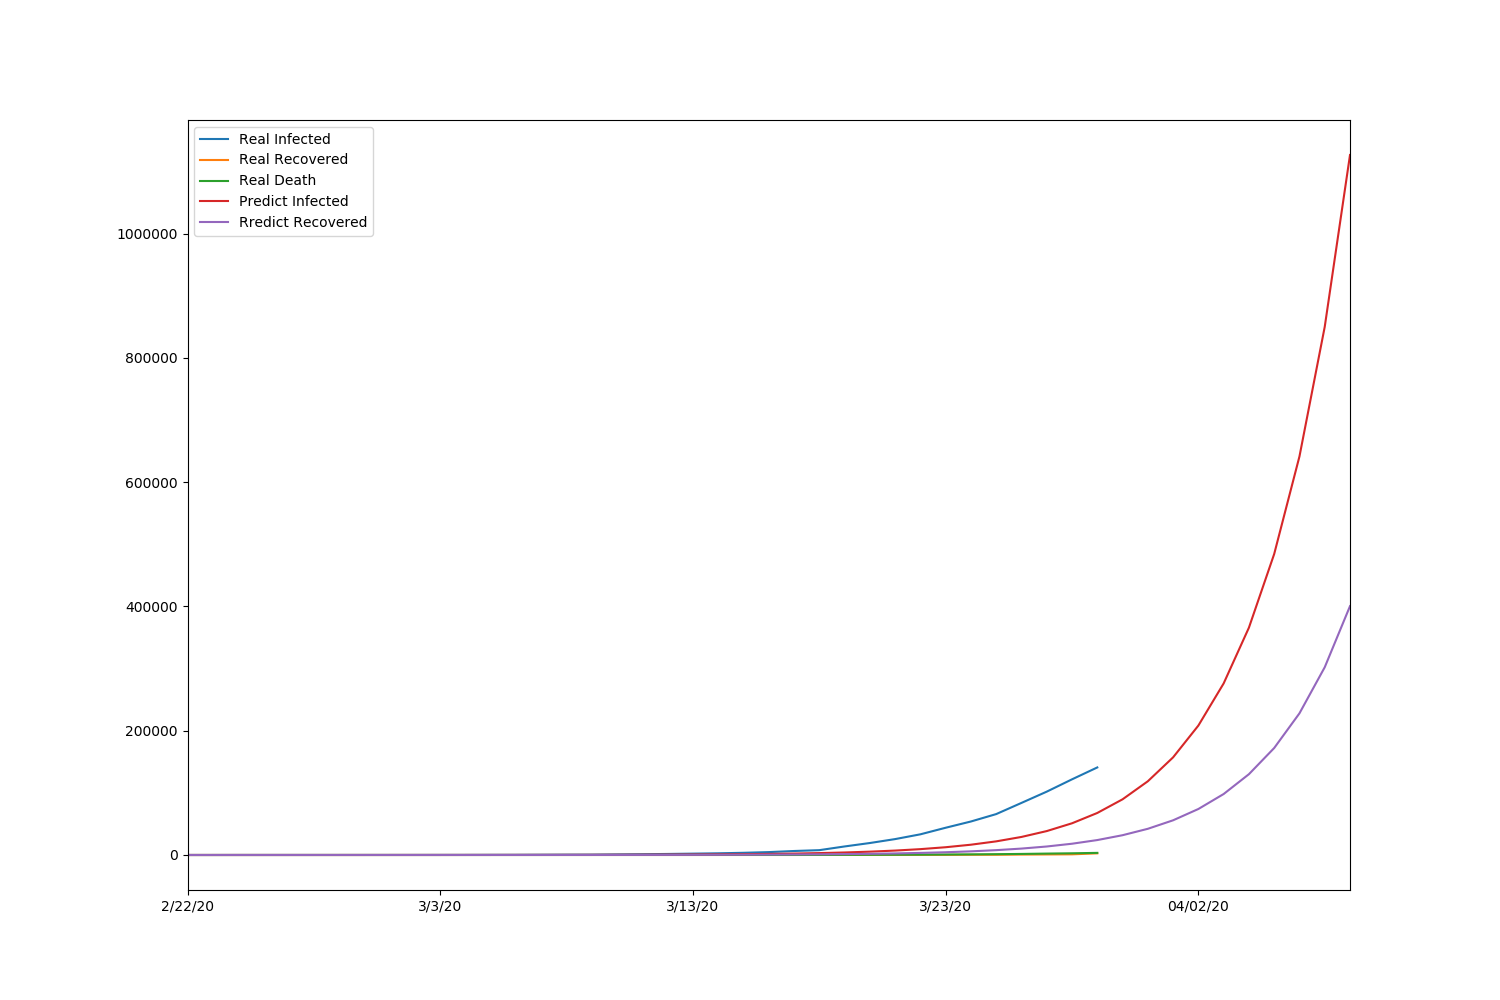 Real Infected
Real Recovered
Real Death
Predict Infected
Rredict Recovered
1000000
800000
600000
400000
200000
0
2/22/20 3/3/20 3/13/20 3/23/20 04/02/20